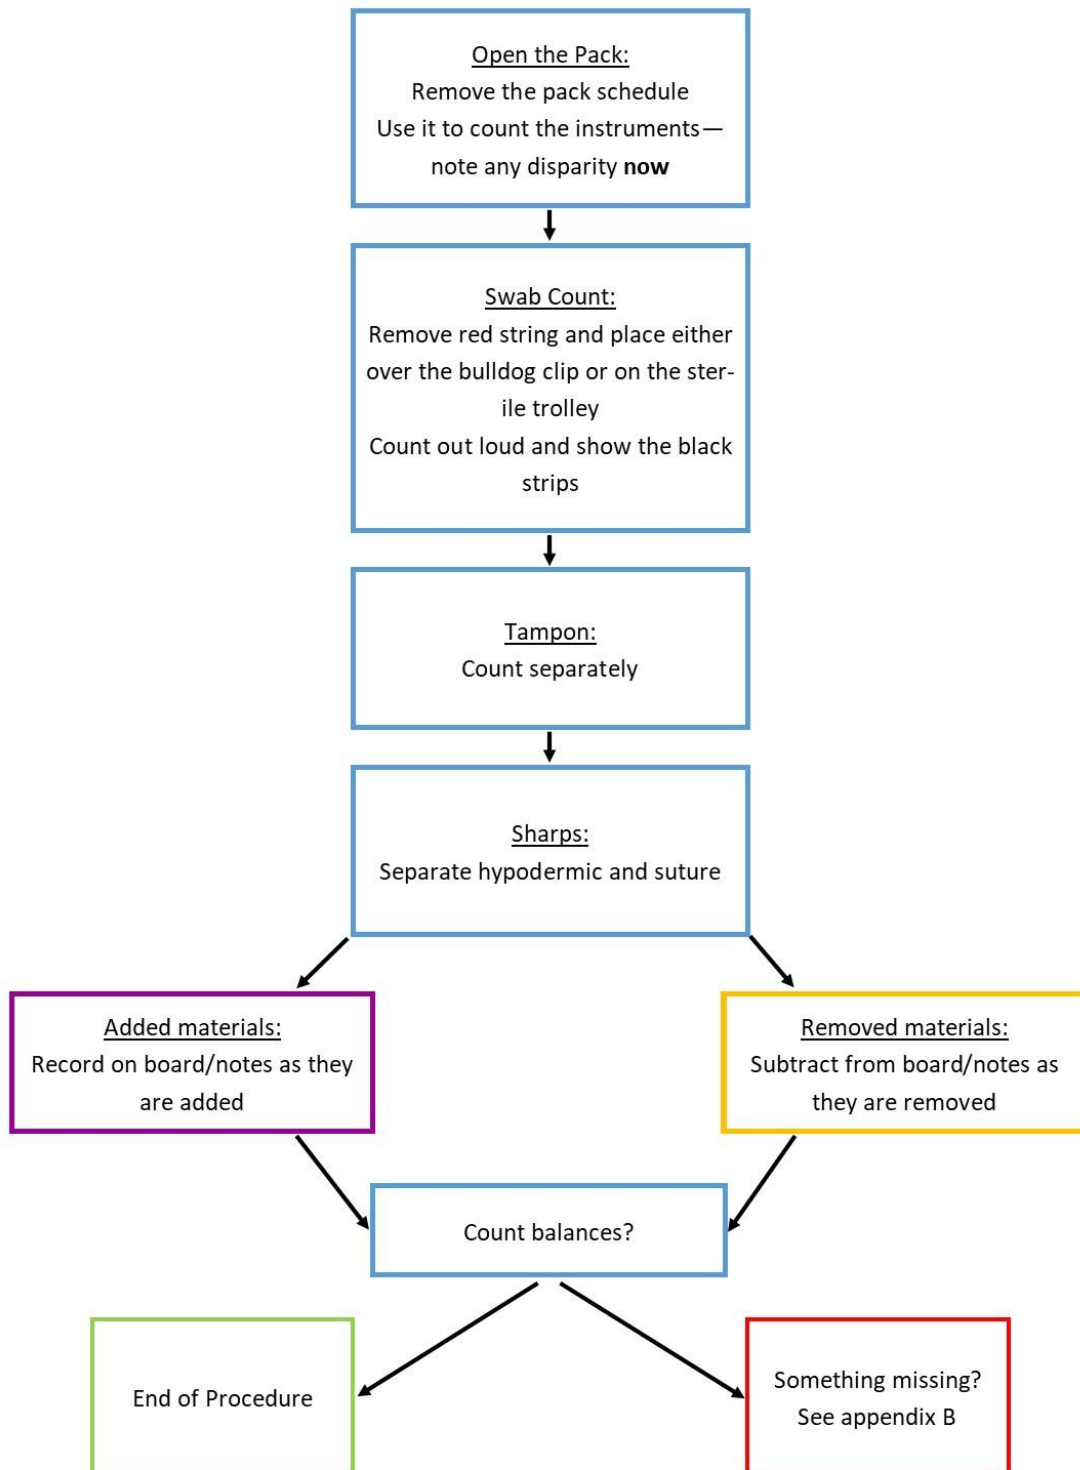 Open the Pack:
Remove the pack schedule
Use it to count the instruments—
note any disparity now
Swab Count:
Remove red string and place either
over the bulldog clip or on the ster-
ile trolley
Count out loud and show the black
strips
Tampon:
Count separately
Sharps:
Separate hypodermic and suture
Added materials:
Record on board/notes as they
are added
Removed materials:
Subtract from board/notes as
they are removed
Count balances?
End of Procedure
Something missing?
See appendix B